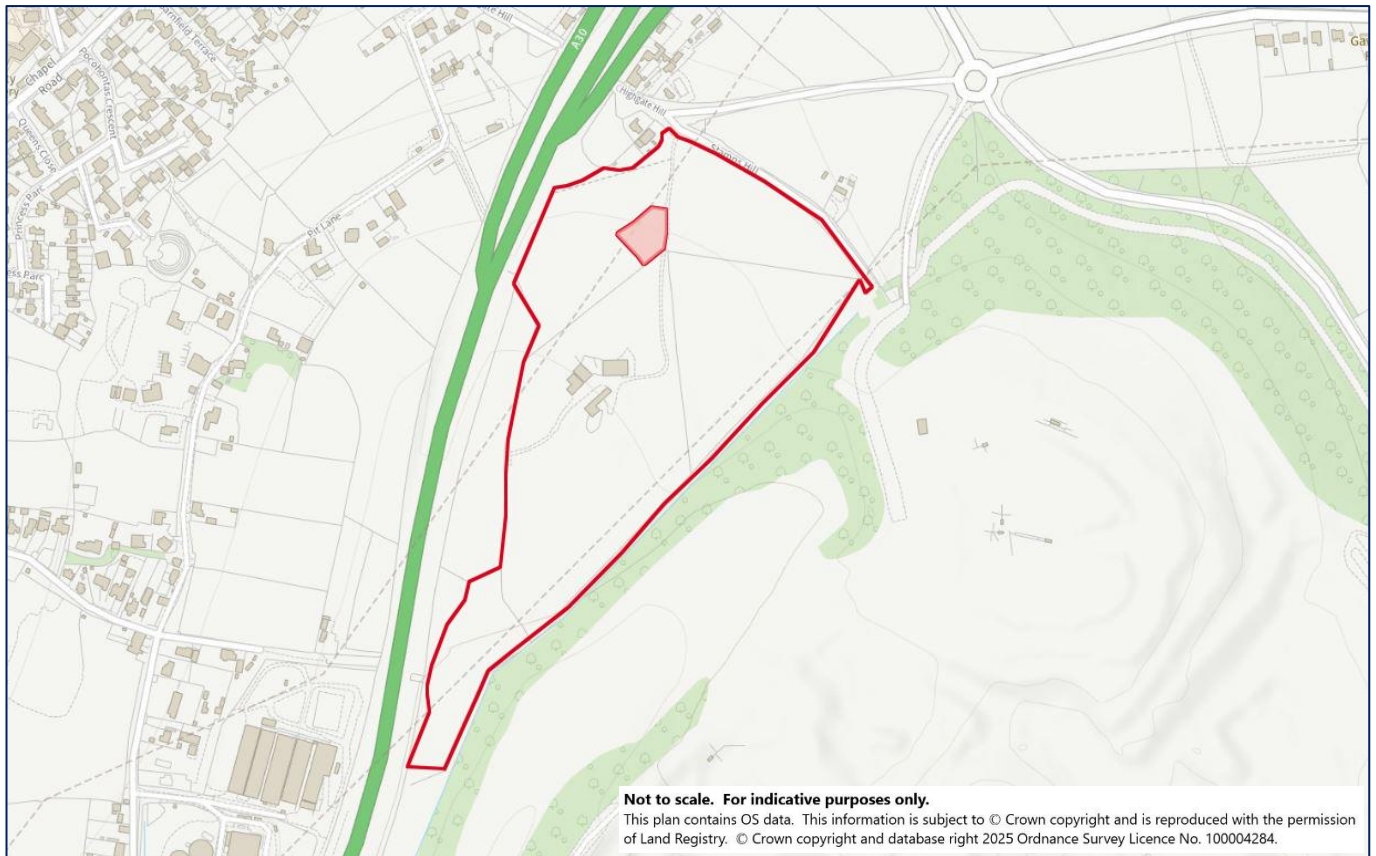 Chapel
Road
Pocohontas Crescent
Queens Close
Princess Parc
Pit Lane
A30
Highgate Hill
Stamps Hill
Not to scale.  For indicative purposes only.
This plan contains OS data.  This information is subject to © Crown copyright and is reproduced with the permission
of Land Registry.  © Crown copyright and database right 2025 Ordnance Survey Licence No. 100004284.